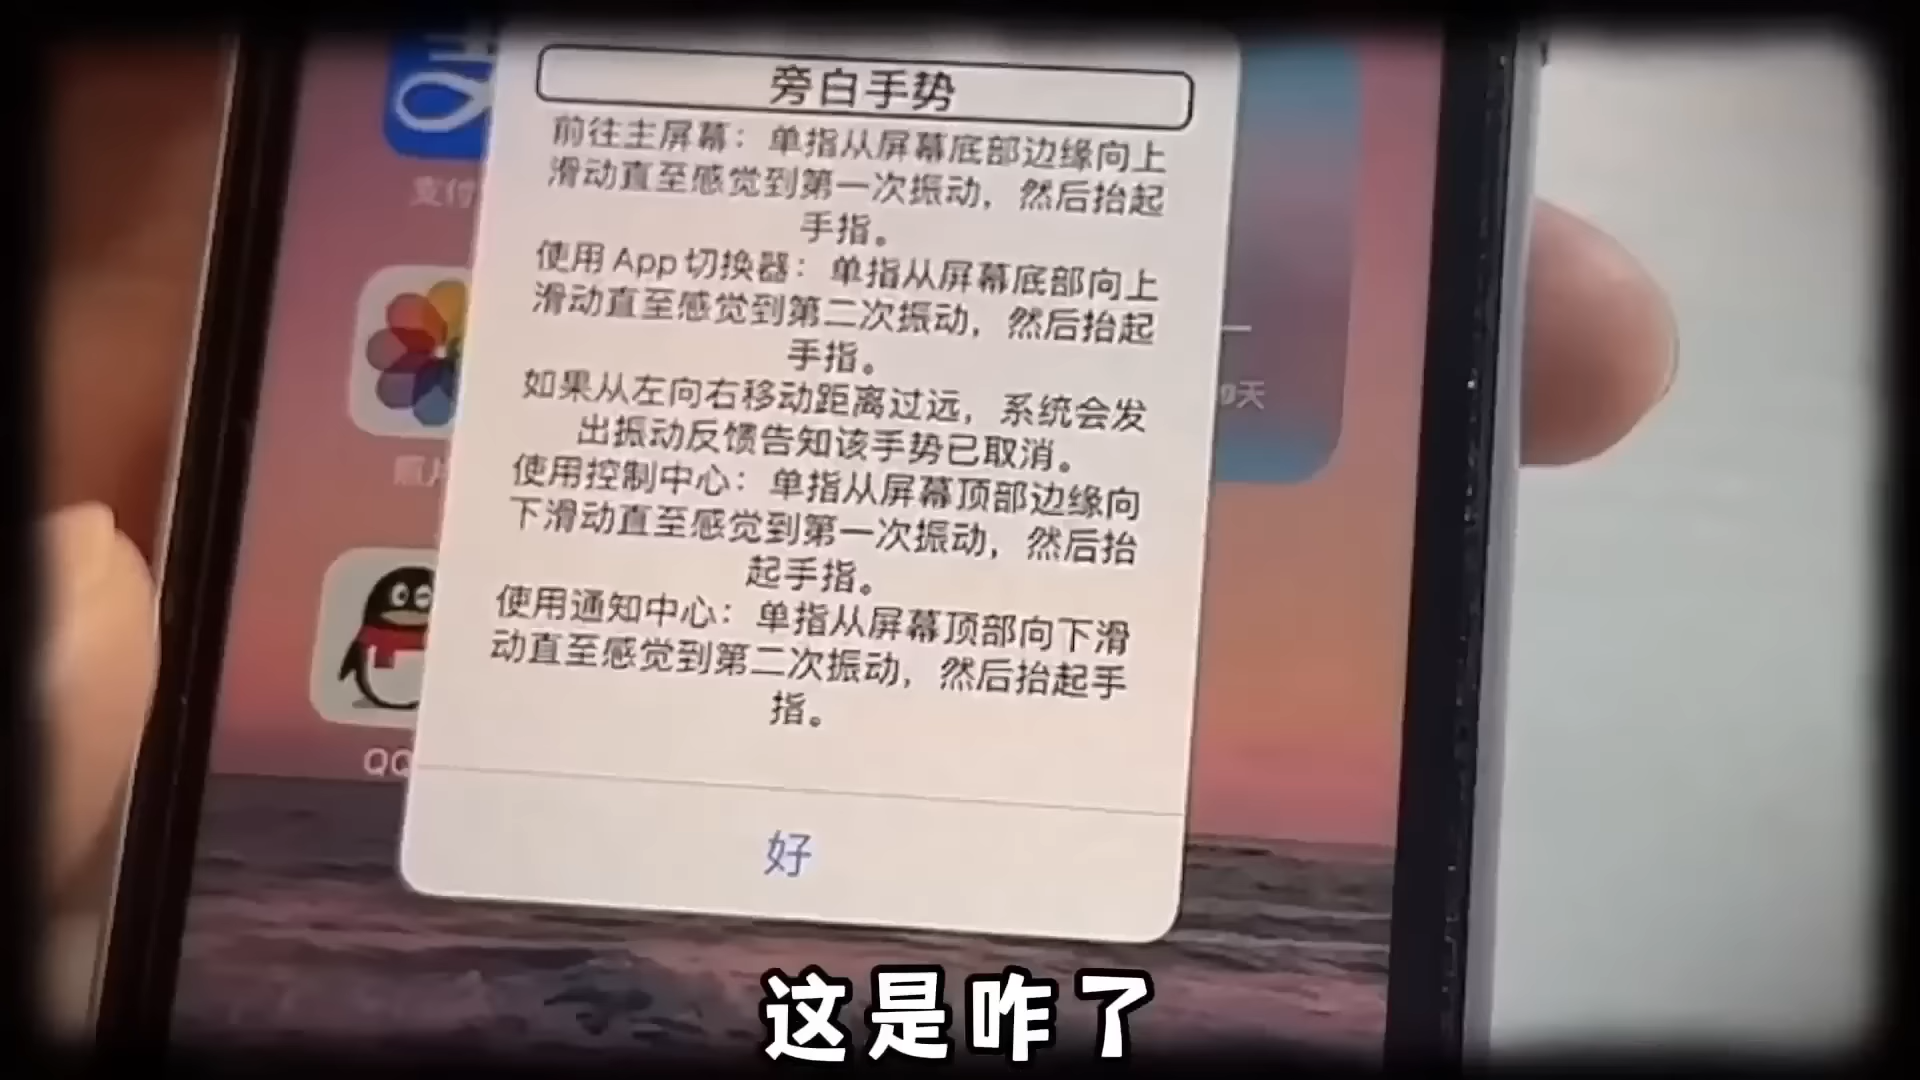 旁白手势
前往主屏幕：单指从屏幕底部边缘向上
滑动直至感觉到第一次振动，然后抬起
手指。
使用App切换器：单指从屏幕底部向上
滑动直至感觉到第二次振动，然后抬起
手指。
如果从左向右移动距离过远，系统会发
出振动反馈告知该手势已取消。
使用控制中心：单指从屏幕顶部边缘向
下滑动直至感觉到第一次振动，然后抬
起手指。
使用通知中心：单指从屏幕顶部向下滑
动直至感觉到第二次振动，然后抬起手
指。
好
支付
照片
QQ
天
这是咋了